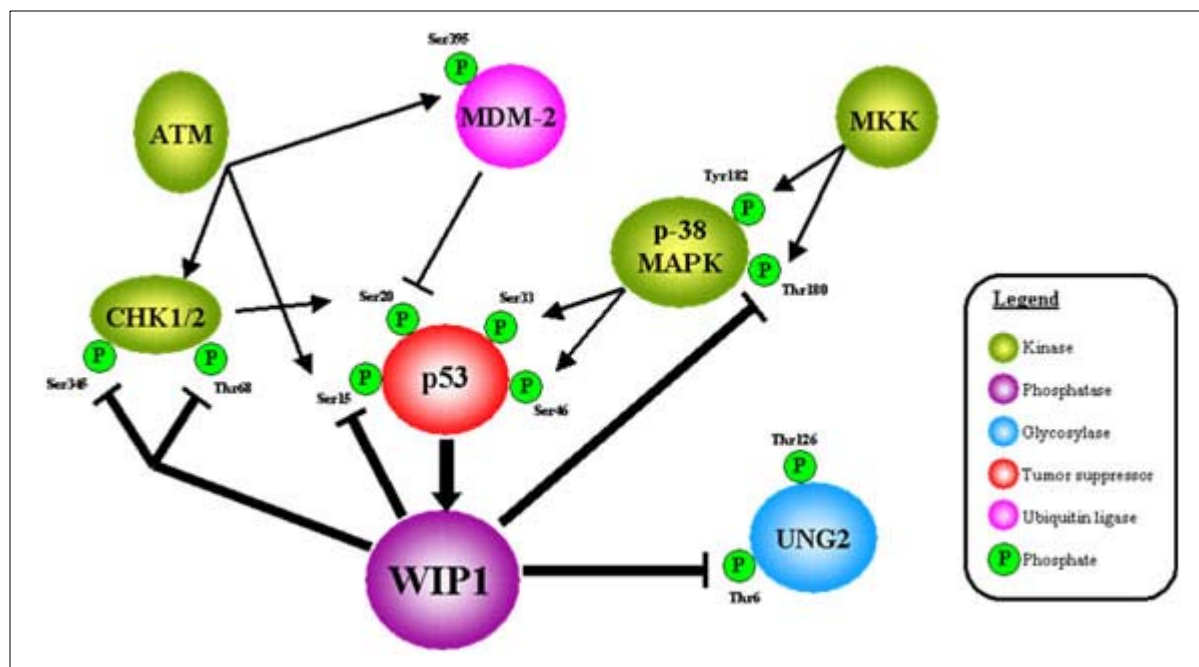 Ser395
P
MDM-2
ATM
MKK
Tyr182
P
p-38
MAPK
P
Thr180
CHK1/2
P
Ser345
P
Thr68
Ser20
P
Ser33
P
p53
P
Ser15
P
Ser46
WIP1
Thr126
P
UNG2
P
Thr6
Legend
Kinase
Phosphatase
Glycosylase
Tumor suppressor
Ubiquitin ligase
P Phosphate